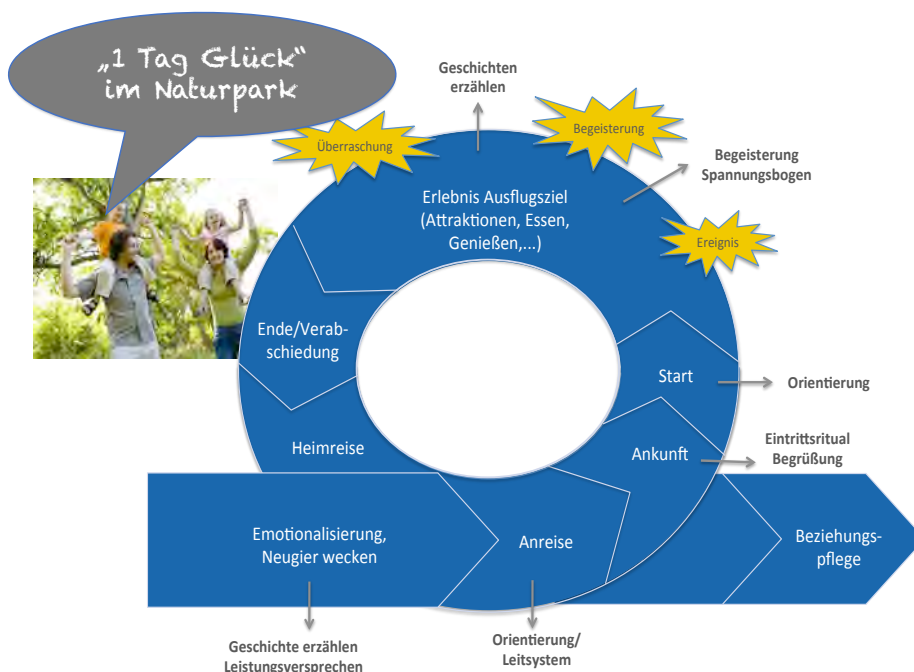 „1 Tag Glück“
im Naturpark
Geschichten
erzählen
Überraschung
Begeisterung
Begeisterung
Spannungsbogen
Erlebnis Ausflugsziel
(Attraktionen, Essen,
Genießen,...)
Ereignis
Ende/Verab-
schiedung
Start
Orientierung
Heimreise
Ankunft
Eintrittsritual
Begrüßung
Emotionalisierung,
Neugier wecken
Anreise
Beziehungs-
pflege
Geschichte erzählen
Leistungsversprechen
Orientierung/
Leitsystem